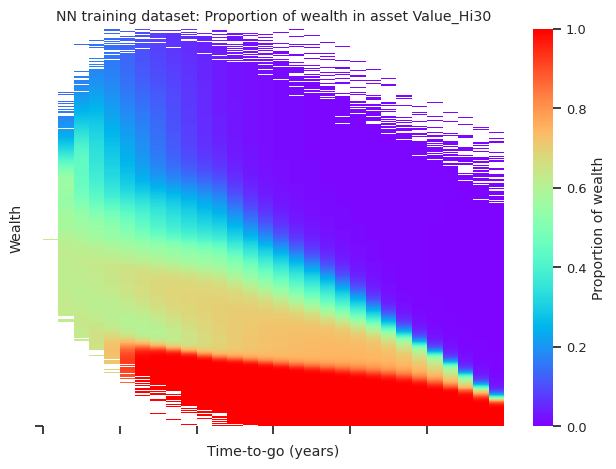 NN training dataset: Proportion of wealth in asset Value_Hi30
Wealth
Time-to-go (years)
1.0
0.8
0.6
0.4
0.2
0.0
Proportion of wealth